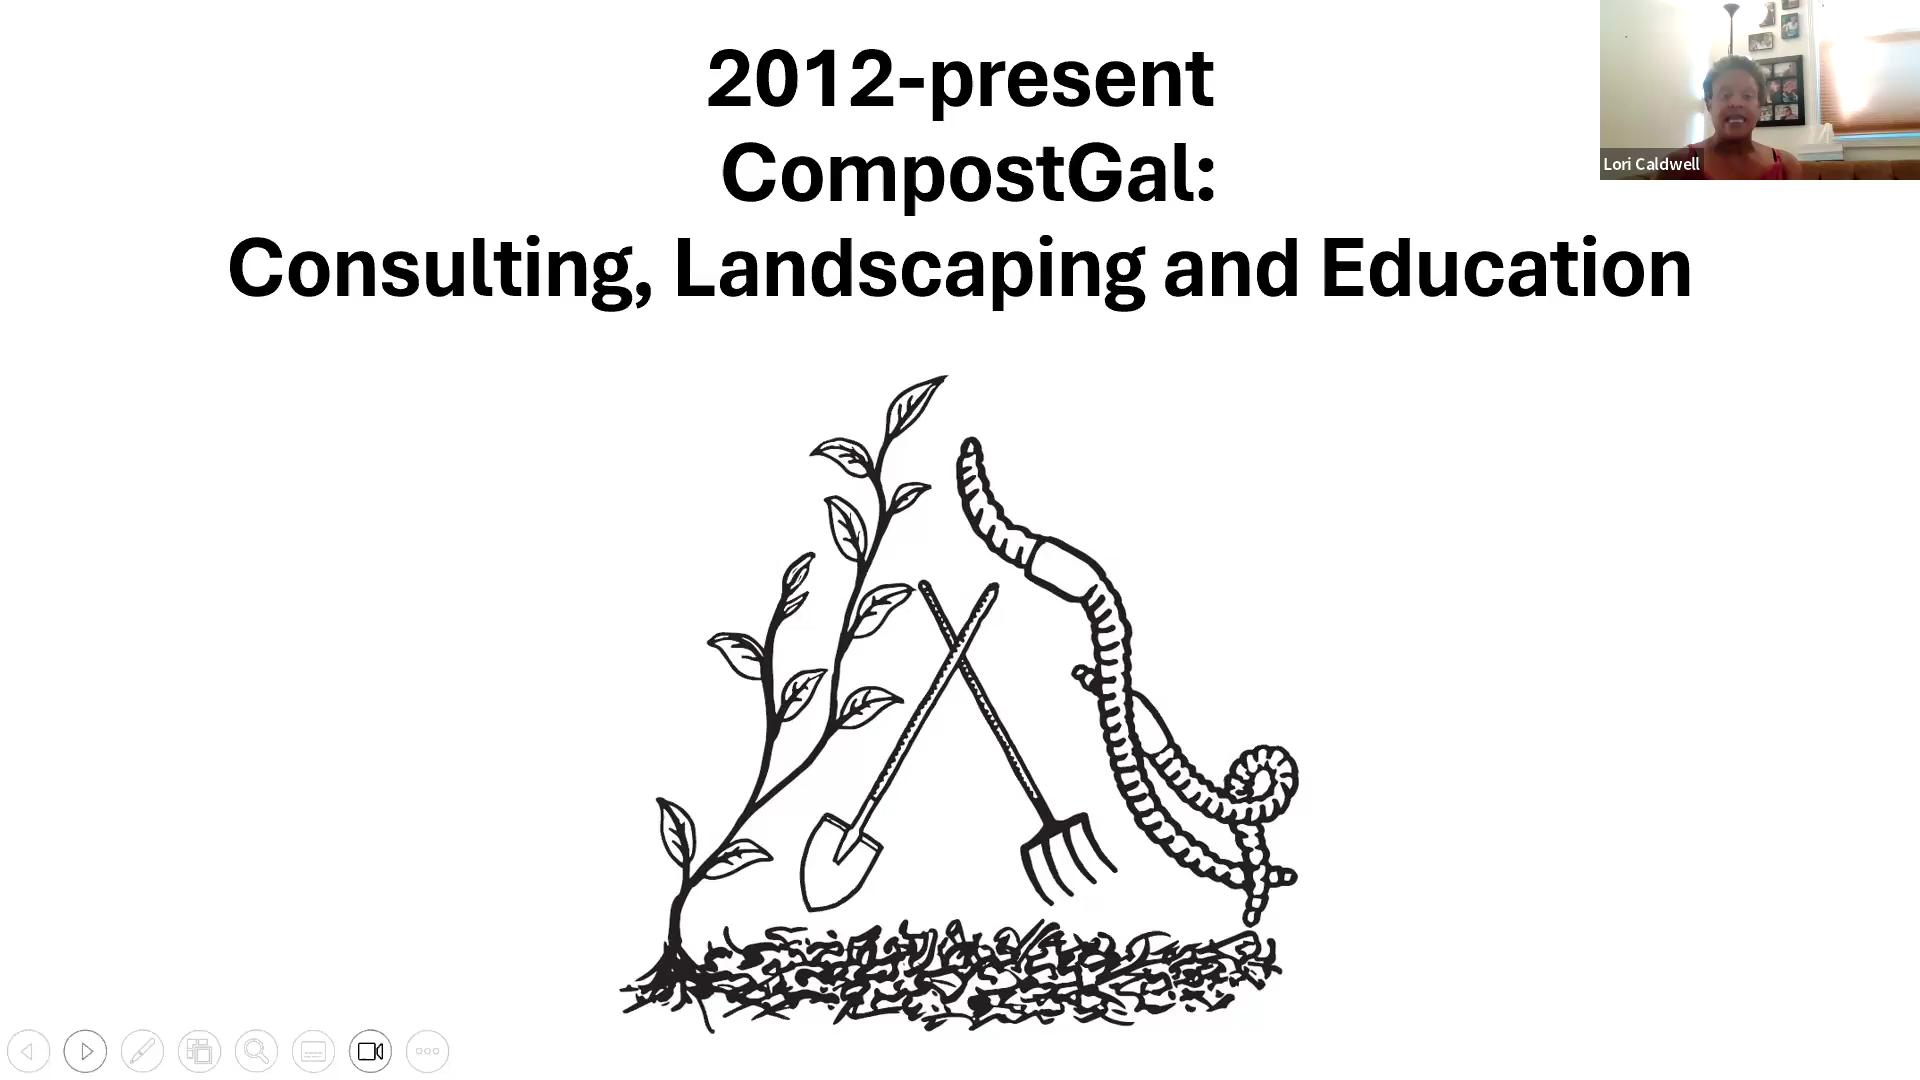 2012-present
CompostGal:
Consulting, Landscaping and Education
Lori Caldwell